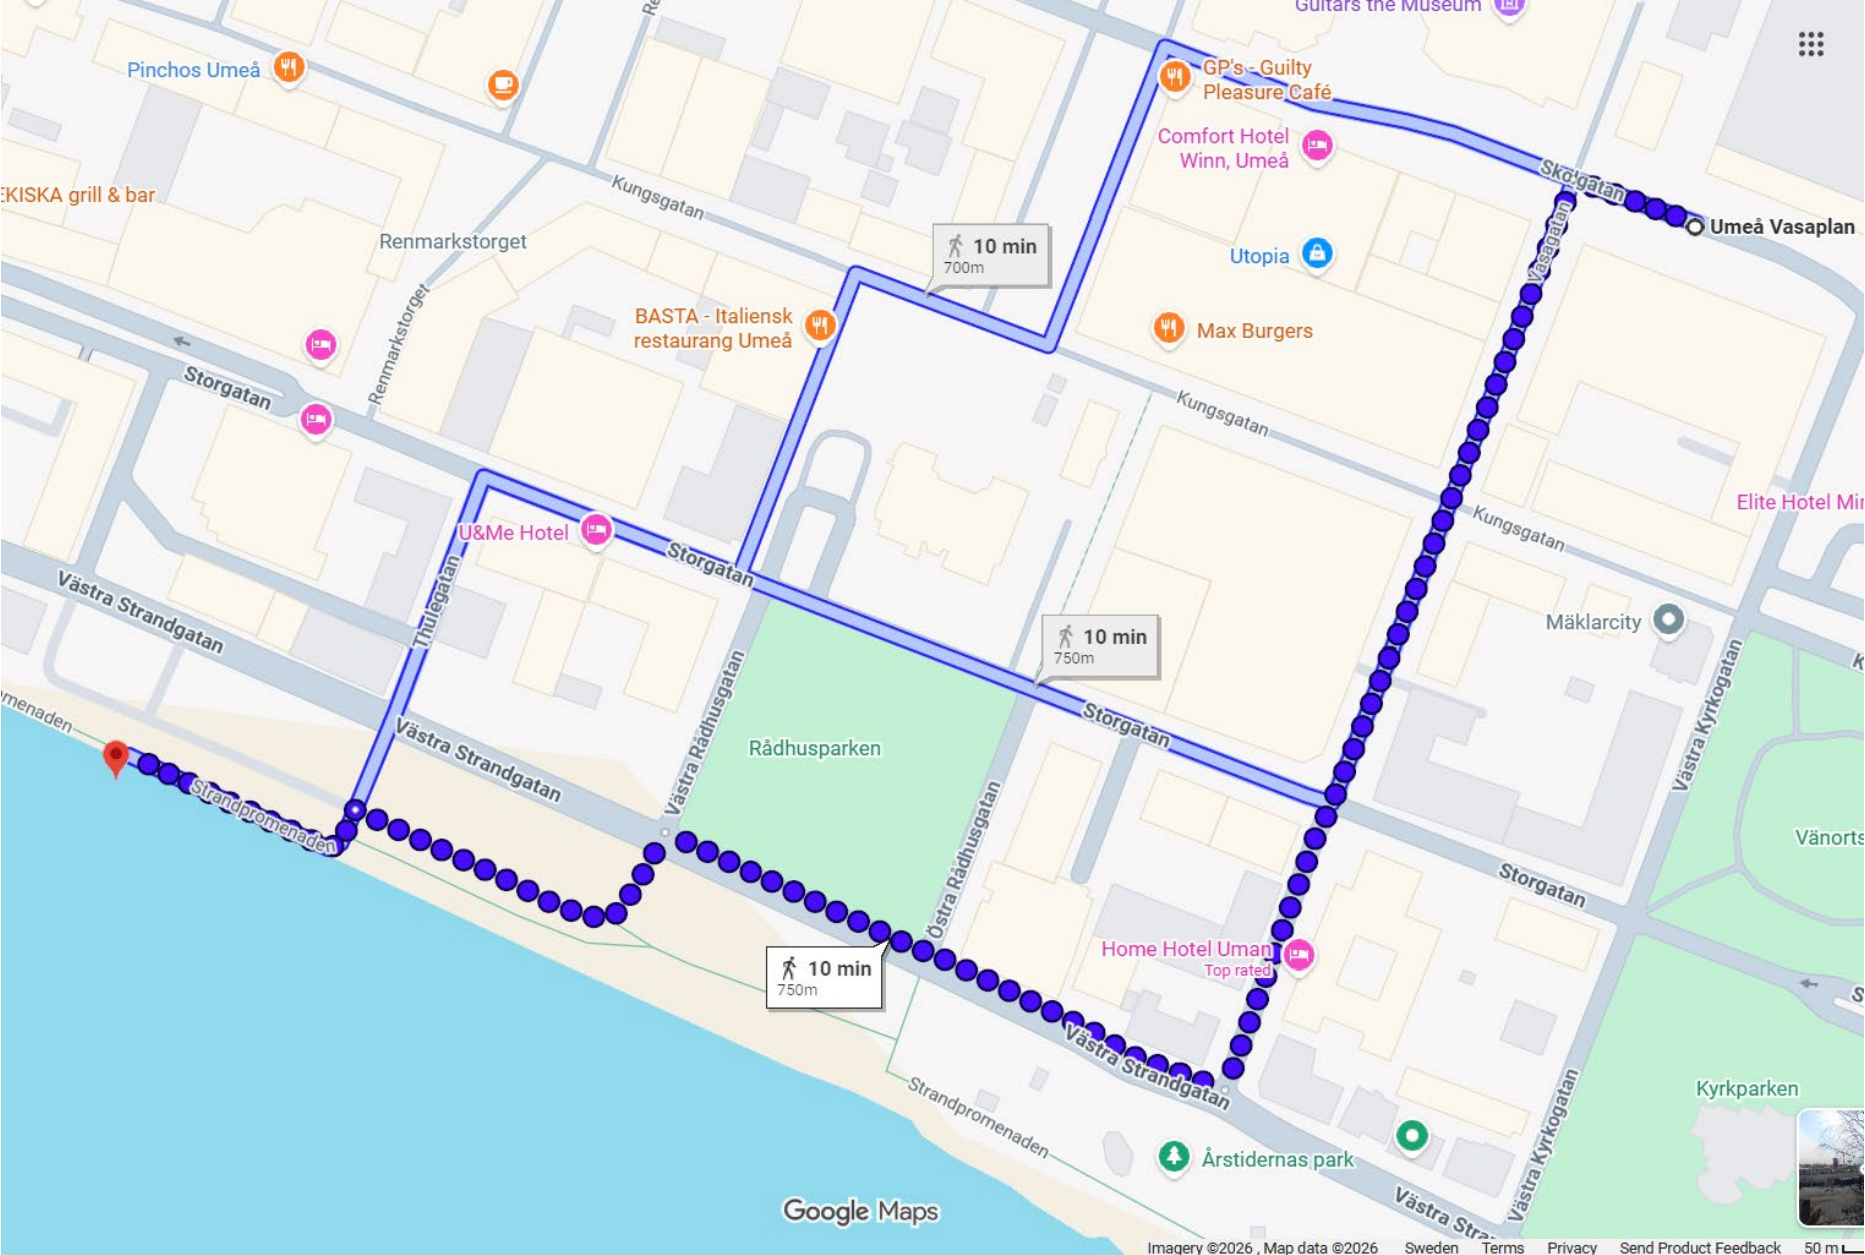 Guitars the Museum
Pinchos Umeå
GP's - Guilty
Pleasure Café
Comfort Hotel
Winn, Umeå
Skolgatan
EKISKA grill & bar
Kungsgatan
Vasagatan
Umeå Vasaplan
Renmarkstorget
10 min
700m
Utopia
Renmarkstorget
BASTA - Italiensk
restaurang Umeå
Max Burgers
Storgatan
Kungsgatan
Elite Hotel Mi
Kungsgatan
U&Me Hotel
Storgatan
Västra Strandgatan
Thulegatan
10 min
750m
Mäklarcity
Västra Kyrkogatan
Västra Rådhusgatan
menaden
Västra Strandgatan
Rådhusparken
Storgatan
Strandpromenaden
Östra Rådhusgatan
Vänorts
Storgatan
10 min
750m
Home Hotel Uman
Top rated
Västra Strandgatan
Strandpromenaden
Kyrkparken
Västra Kyrkogatan
Årstidernas park
Västra Stra
Google Maps
Imagery ©2026 , Map data ©2026 Sweden Terms Privacy Send Product Feedback 50 m